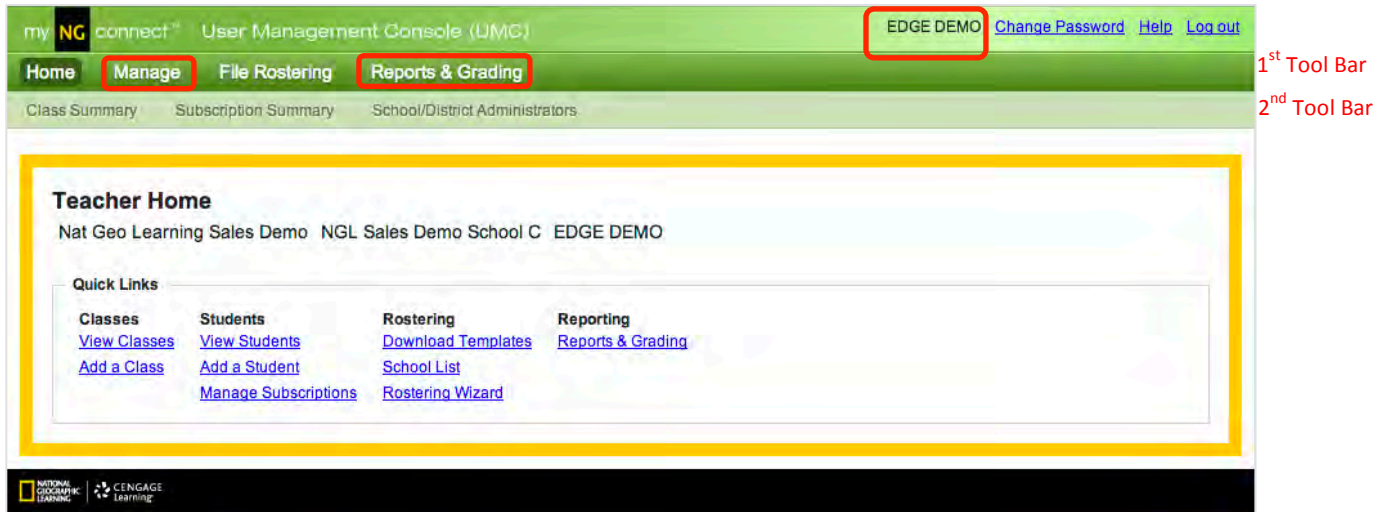 my NG connect™ User Management Console (UMC) EDGE DEMO Change Password Help Log out
Home Manage File Rostering Reports & Grading 1st Tool Bar
Class Summary Subscription Summary School/District Administrators 2nd Tool Bar
Teacher Home
Nat Geo Learning Sales Demo NGL Sales Demo School C EDGE DEMO
Quick Links
Classes Students Rostering Reporting
View Classes View Students Download Templates Reports & Grading
Add a Class Add a Student School List
Manage Subscriptions Rostering Wizard
NATIONAL GEOGRAPHIC LEARNING CENGAGE Learning